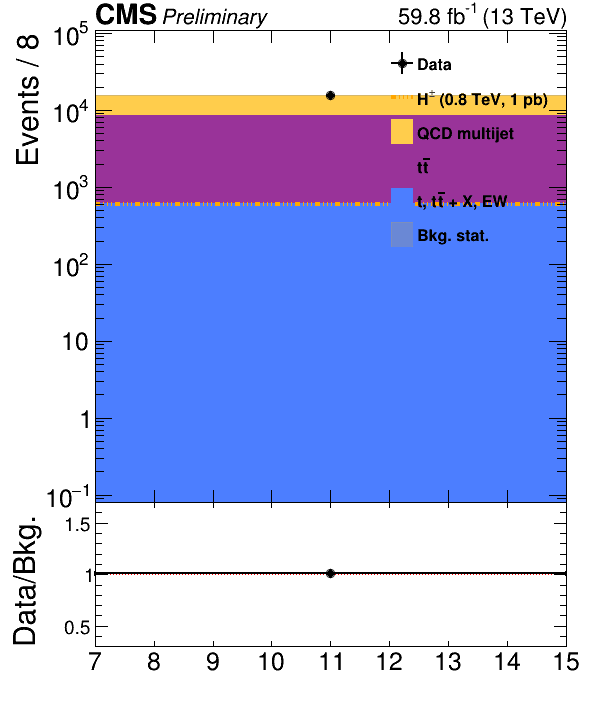 CMS Preliminary 59.8 fb⁻¹ (13 TeV)
Events / 8
10⁵
10⁴
10³
10²
10
1
10⁻¹
Data
H± (0.8 TeV, 1 pb)
QCD multijet
tt̅
t, tt̅ + X, EW
Bkg. stat.
Data/Bkg.
1.5
1
0.5
7 8 9 10 11 12 13 14 15